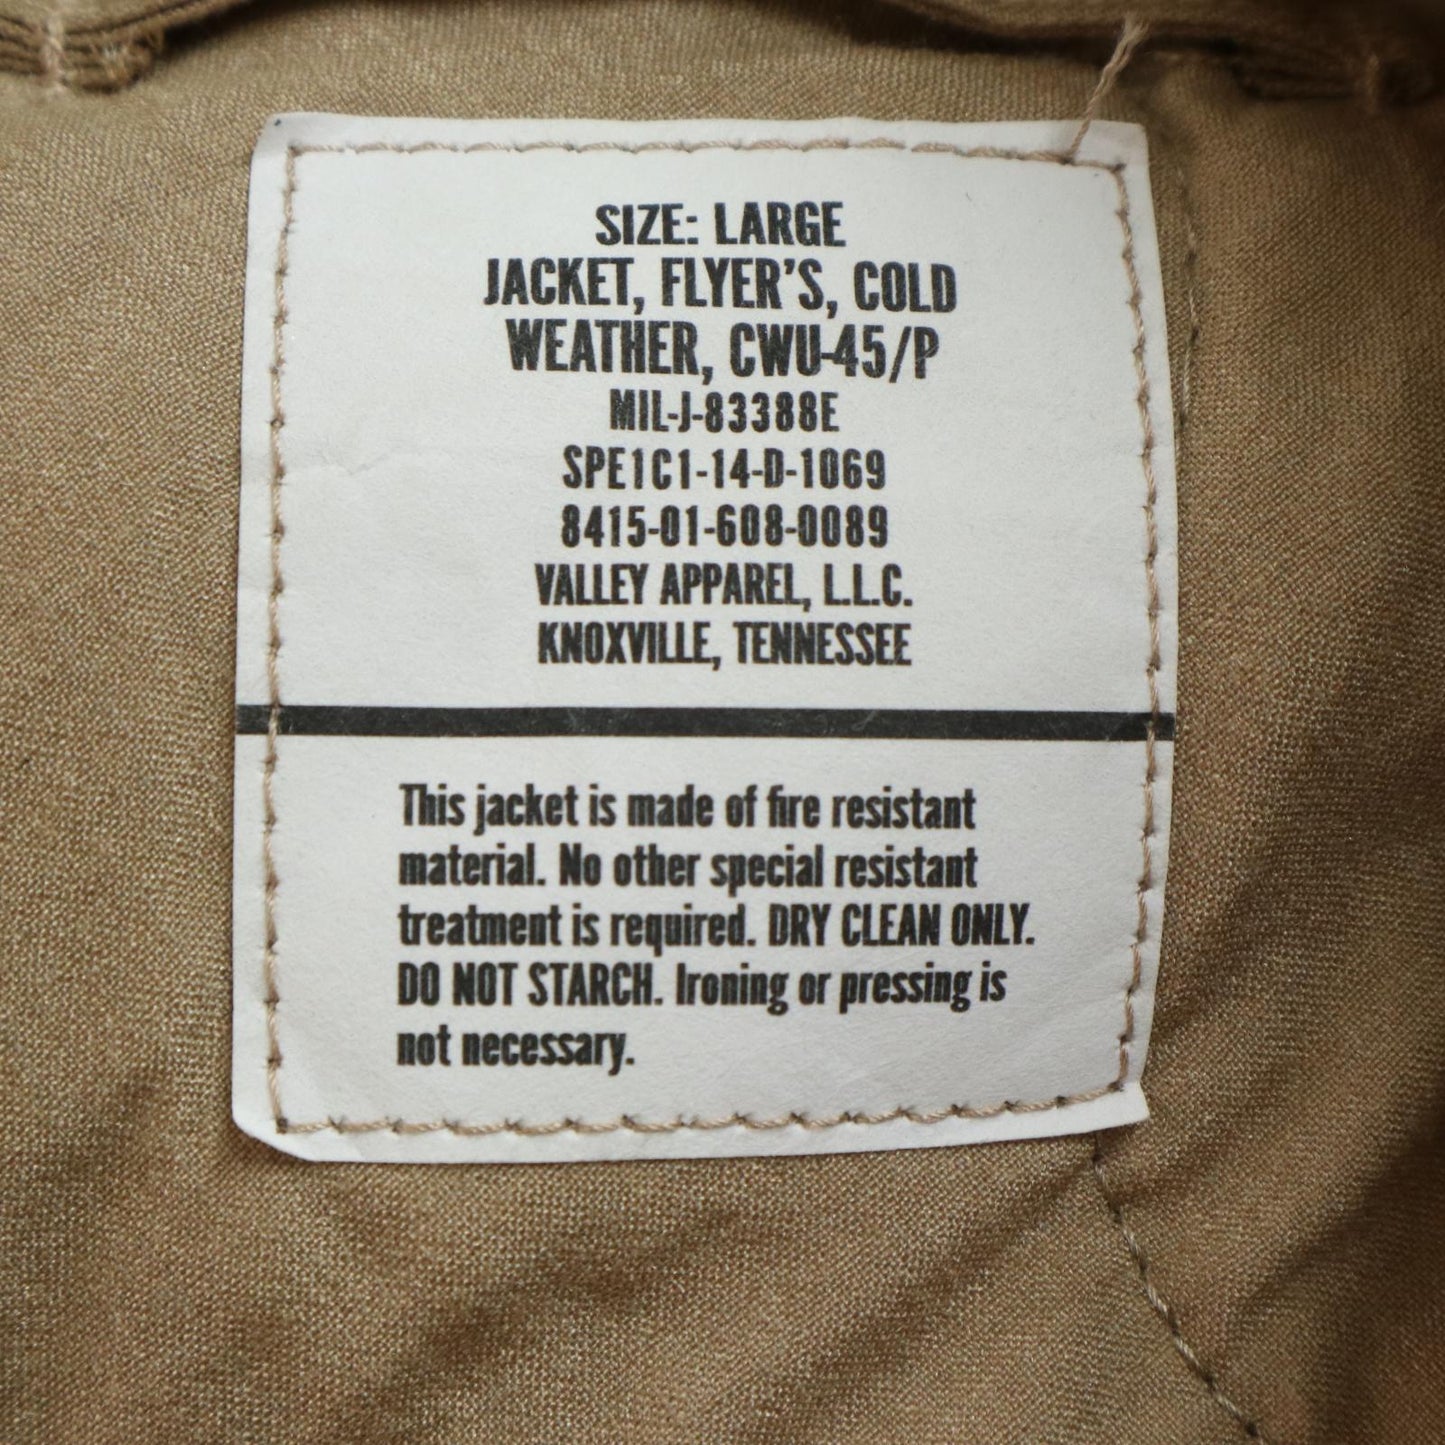 SIZE: LARGE
JACKET, FLYER'S, COLD
WEATHER, CWU-45/P
MIL-J-83388E
SPE1C1-14-D-1069
8415-01-608-0089
VALLEY APPAREL, L.L.C.
KNOXVILLE, TENNESSEE
This jacket is made of fire resistant
material. No other special resistant
treatment is required. DRY CLEAN ONLY.
DO NOT STARCH. Ironing or pressing is
not necessary.